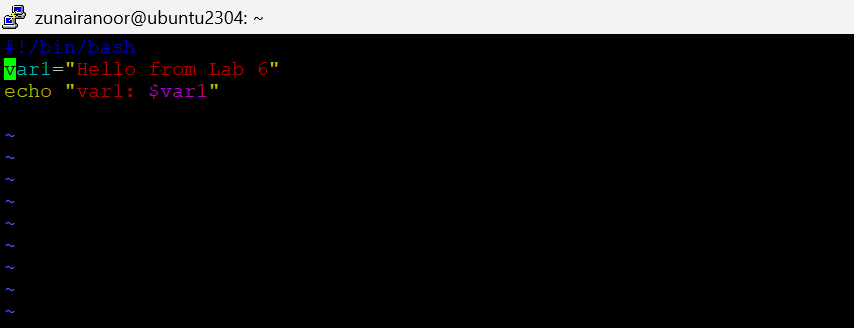 zunairanoor@ubuntu2304: ~
#!/bin/bash
var1="Hello from Lab 6"
echo "var1: $var1"
~
~
~
~
~
~
~
~
~